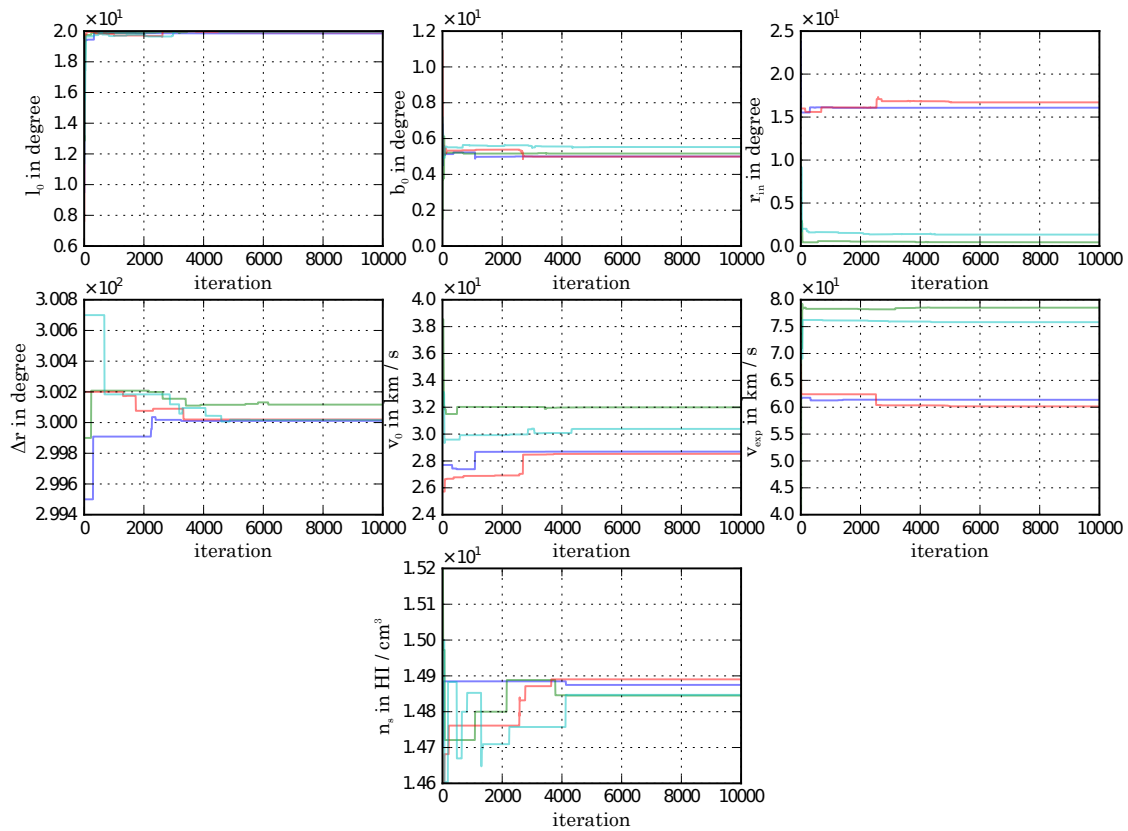 ×10¹ ×10¹ ×10¹
2.0 1.2 2.5
1.8 1.0 2.0
1.6 0.8 1.5
1.4 0.6 1.0
1.2 0.4 0.5
1.0 0.2 0.0
0.8 0.0
0.6
l₀ in degree b₀ in degree r_in in degree
0 2000 4000 6000 8000 10000 0 2000 4000 6000 8000 10000 0 2000 4000 6000 8000 10000
iteration iteration iteration
×10² ×10¹ ×10¹
3.008 4.0 8.0
3.006 3.8 7.5
3.004 3.6 7.0
3.002 3.4 6.5
3.000 3.2 6.0
2.998 3.0 5.5
2.996 2.8 5.0
2.994 2.6 4.5
2.4 4.0
Δr in degree v₀ in km / s v_exp in km / s
0 2000 4000 6000 8000 10000 0 2000 4000 6000 8000 10000 0 2000 4000 6000 8000 10000
iteration iteration iteration
×10¹
1.52
1.51
1.50
1.49
1.48
1.47
1.46
n_s in HI / cm³
0 2000 4000 6000 8000 10000
iteration